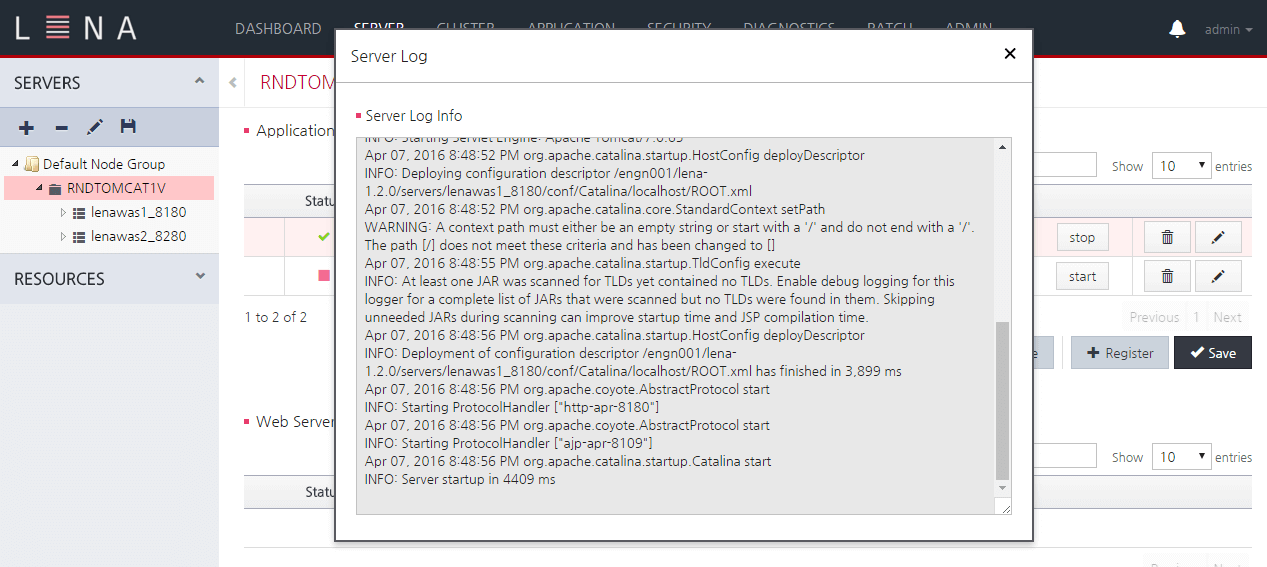 LENA
DASHBOARD SERVER CLUSTER APPLICATION SECURITY DIAGNOSTICS PATCH ADMIN
admin
SERVERS
Default Node Group
RNDTOMCAT1V
lenawas1_8180
lenawas2_8280
RESOURCES
RNDTOM
Application
Show 10 entries
Statu
stop
start
1 to 2 of 2
Previous 1 Next
Register
Save
Web Server
Show 10 entries
Statu
Server Log
Server Log Info
INFO: Starting Servlet Engine: Apache Tomcat/7.0.65
Apr 07, 2016 8:48:52 PM org.apache.catalina.startup.HostConfig deployDescriptor
INFO: Deploying configuration descriptor /engn001/lena-
1.2.0/servers/lenawas1_8180/conf/Catalina/localhost/ROOT.xml
Apr 07, 2016 8:48:52 PM org.apache.catalina.core.StandardContext setPath
WARNING: A context path must either be an empty string or start with a '/' and do not end with a '/'.
The path [/] does not meet these criteria and has been changed to []
Apr 07, 2016 8:48:55 PM org.apache.catalina.startup.TldConfig execute
INFO: At least one JAR was scanned for TLDs yet contained no TLDs. Enable debug logging for this
logger for a complete list of JARs that were scanned but no TLDs were found in them. Skipping
unneeded JARs during scanning can improve startup time and JSP compilation time.
Apr 07, 2016 8:48:56 PM org.apache.catalina.startup.HostConfig deployDescriptor
INFO: Deployment of configuration descriptor /engn001/lena-
1.2.0/servers/lenawas1_8180/conf/Catalina/localhost/ROOT.xml has finished in 3,899 ms
Apr 07, 2016 8:48:56 PM org.apache.coyote.AbstractProtocol start
INFO: Starting ProtocolHandler ["http-apr-8180"]
Apr 07, 2016 8:48:56 PM org.apache.coyote.AbstractProtocol start
INFO: Starting ProtocolHandler ["ajp-apr-8109"]
Apr 07, 2016 8:48:56 PM org.apache.catalina.startup.Catalina start
INFO: Server startup in 4409 ms